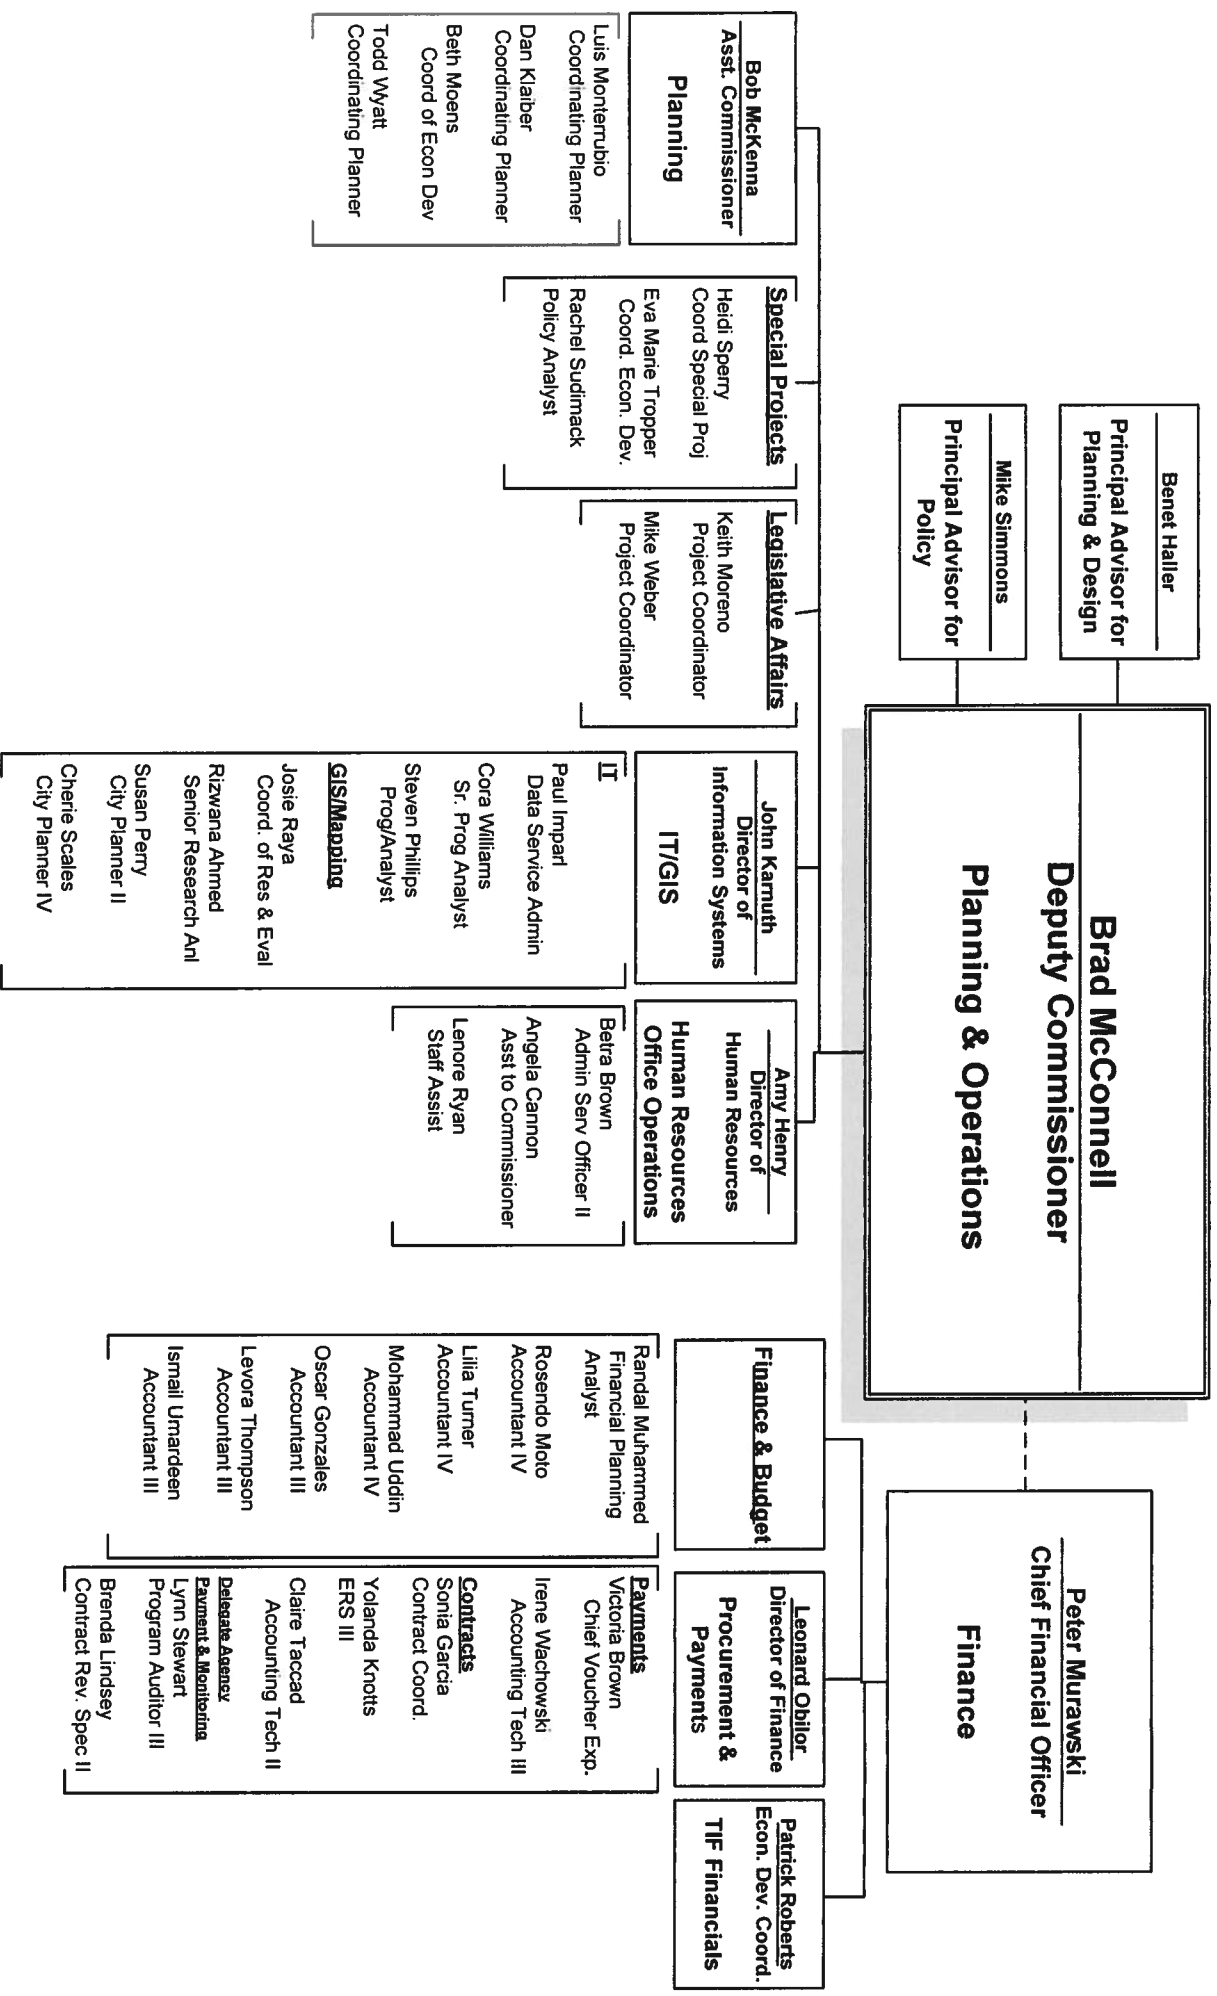 Benet Haller
Principal Advisor for
Planning & Design
Mike Simmons
Principal Advisor for
Policy
Brad McConnell
Deputy Commissioner
Planning & Operations
Peter Murawski
Chief Financial Officer
Finance
Bob McKenna
Asst. Commissioner
Planning
Luis Monterrubio
Coordinating Planner
Dan Klaiber
Coordinating Planner
Beth Moens
Coord of Econ Dev
Todd Wyatt
Coordinating Planner
Special Projects
Heidi Sperry
Coord Special Proj
Eva Marie Tropper
Coord. Econ. Dev.
Rachel Sudimack
Policy Analyst
Legislative Affairs
Keith Moreno
Project Coordinator
Mike Weber
Project Coordinator
John Karnuth
Director of
Information Systems
IT/GIS
IT
Paul Imparl
Data Service Admin
Cora Williams
Sr. Prog Analyst
Steven Phillips
Prog/Analyst
GIS/Mapping
Josie Raya
Coord. of Res & Eval
Rizwana Ahmed
Senior Research Anl
Susan Perry
City Planner II
Cherie Scales
City Planner IV
Amy Henry
Director of
Human Resources
Human Resources
Office Operations
Betra Brown
Admin Serv Officer II
Angela Cannon
Asst to Commissioner
Lenore Ryan
Staff Assist
Finance & Budget
Randal Muhammed
Financial Planning
Analyst
Rosendo Moto
Accountant IV
Lilia Turner
Accountant IV
Mohammad Uddin
Accountant IV
Oscar Gonzales
Accountant III
Levora Thompson
Accountant III
Ismail Umardeen
Accountant III
Leonard Obilor
Director of Finance
Procurement &
Payments
Payments
Victoria Brown
Chief Voucher Exp.
Irene Wachowski
Accounting Tech III
Contracts
Sonia Garcia
Contract Coord.
Yolanda Knotts
ERS III
Claire Taccad
Accounting Tech II
Delegate Agency
Payment & Monitoring
Lynn Stewart
Program Auditor III
Brenda Lindsey
Contract Rev. Spec II
Patrick Roberts
Econ. Dev. Coord.
TIF Financials